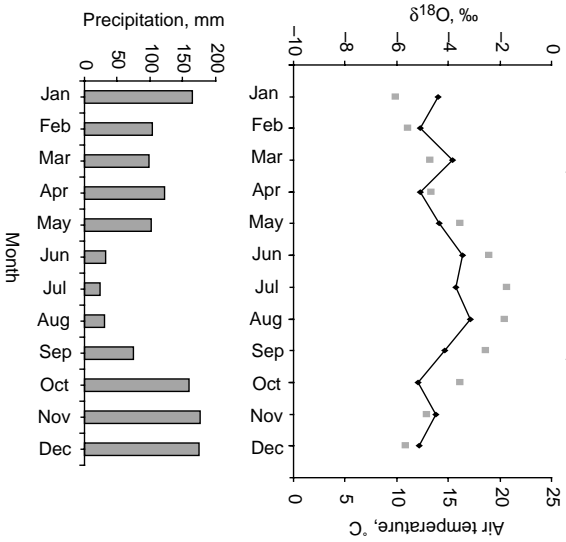 Precipitation, mm
0 50 100 150 200
Jan
Feb
Mar
Apr
May
Jun
Jul
Aug
Sep
Oct
Nov
Dec
Month
δ18O, ‰
–10 –8 –6 –4 –2 0
Jan
Feb
Mar
Apr
May
Jun
Jul
Aug
Sep
Oct
Nov
Dec
0 5 10 15 20 25
Air temperature,°C